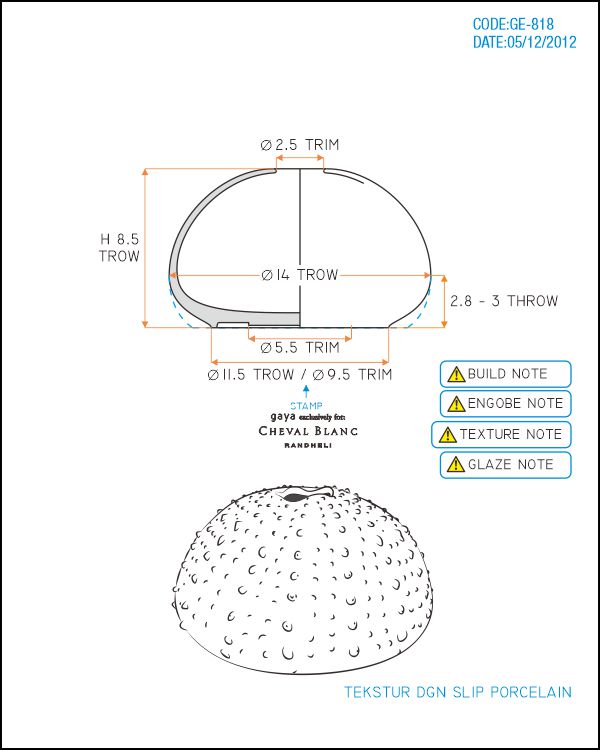 CODE:GE-818
DATE:05/12/2012
Ø 2.5 TRIM
H 8.5
TROW
Ø 14 TROW
2.8 - 3 THROW
Ø 5.5 TRIM
Ø 11.5 TROW / Ø 9.5 TRIM
STAMP
gaya exclusively for:
CHEVAL BLANC
RANDHELI
BUILD NOTE
ENGOBE NOTE
TEXTURE NOTE
GLAZE NOTE
TEKSTUR DGN SLIP PORCELAIN